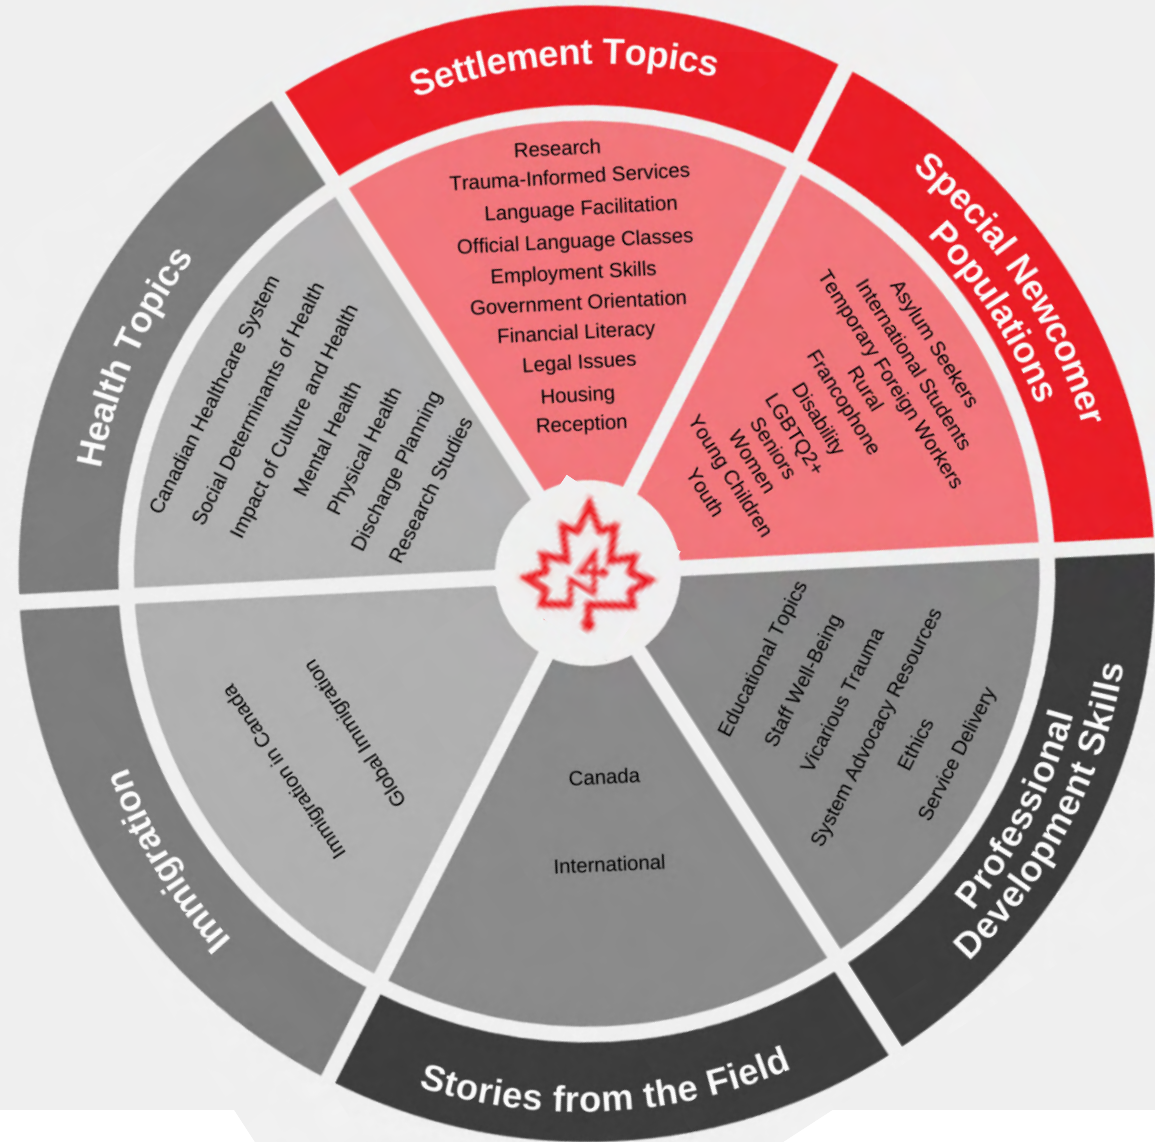 Settlement Topics
Research
Trauma-Informed Services
Language Facilitation
Official Language Classes
Employment Skills
Government Orientation
Financial Literacy
Legal Issues
Housing
Reception
Special Newcomer
Populations
Asylum Seekers
International Students
Temporary Foreign Workers
Rural
Francophone
Disability
LGBTQ2+
Seniors
Women
Young Children
Youth
Professional
Development Skills
Educational Topics
Staff Well-Being
Vicarious Trauma
System Advocacy Resources
Ethics
Service Delivery
Stories from the Field
Canada
International
Immigration
Global Immigration
Immigration in Canada
Health Topics
Canadian Healthcare System
Social Determinants of Health
Impact of Culture and Health
Mental Health
Physical Health
Discharge Planning
Research Studies
N4